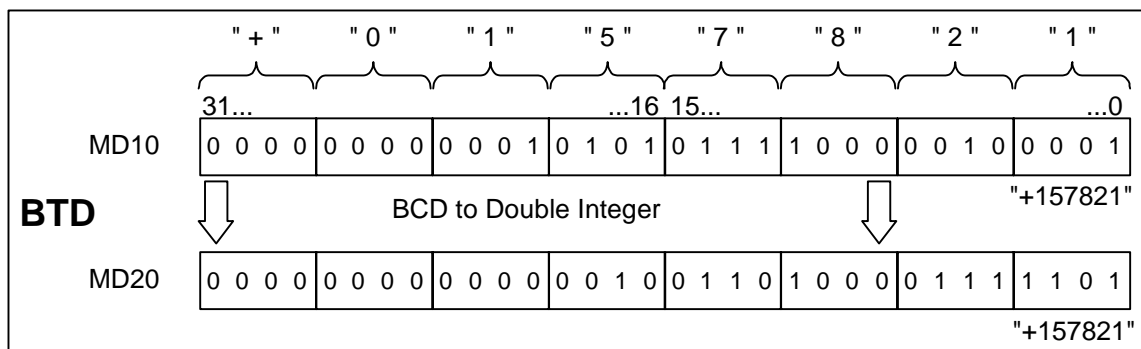 " + " " 0 " " 1 " " 5 " " 7 " " 8 " " 2 " " 1 "
31... ...16 15... ...0
MD10 0 0 0 0 0 0 0 0 0 0 0 1 0 1 0 1 0 1 1 1 1 0 0 0 0 0 1 0 0 0 0 1
"+157821"
BTD BCD to Double Integer
MD20 0 0 0 0 0 0 0 0 0 0 0 0 0 0 1 0 0 1 1 0 1 0 0 0 0 1 1 1 1 1 0 1
"+157821"